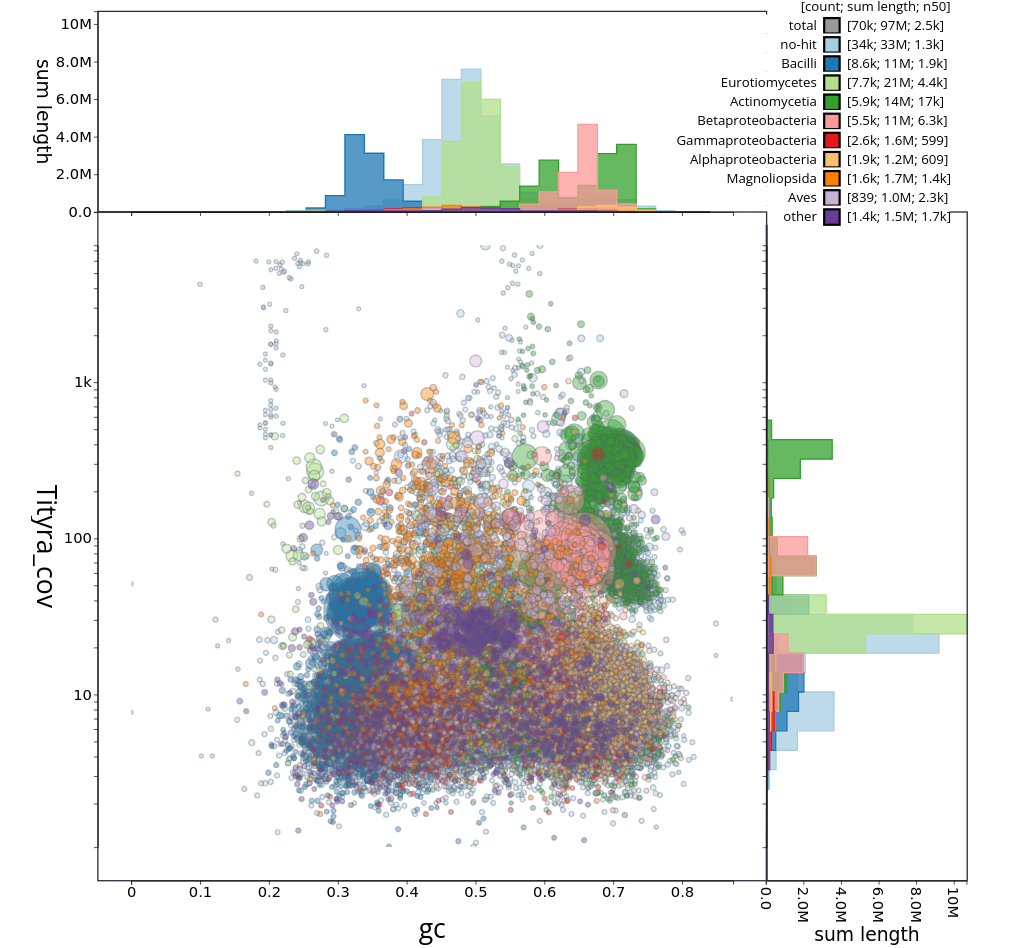 [count; sum length; n50]
total [70k; 97M; 2.5k]
no-hit [34k; 33M; 1.3k]
Bacilli [8.6k; 11M; 1.9k]
Eurotiomycetes [7.7k; 21M; 4.4k]
Actinomycetia [5.9k; 14M; 17k]
Betaproteobacteria [5.5k; 11M; 6.3k]
Gammaproteobacteria [2.6k; 1.6M; 599]
Alphaproteobacteria [1.9k; 1.2M; 609]
Magnoliopsida [1.6k; 1.7M; 1.4k]
Aves [839; 1.0M; 2.3k]
other [1.4k; 1.5M; 1.7k]
sum length
10M
8.0M
6.0M
4.0M
2.0M
0.0
Tityra_cov
1k
100
10
0 0.1 0.2 0.3 0.4 0.5 0.6 0.7 0.8
gc
0.0 2.0M 4.0M 6.0M 8.0M 10M
sum length